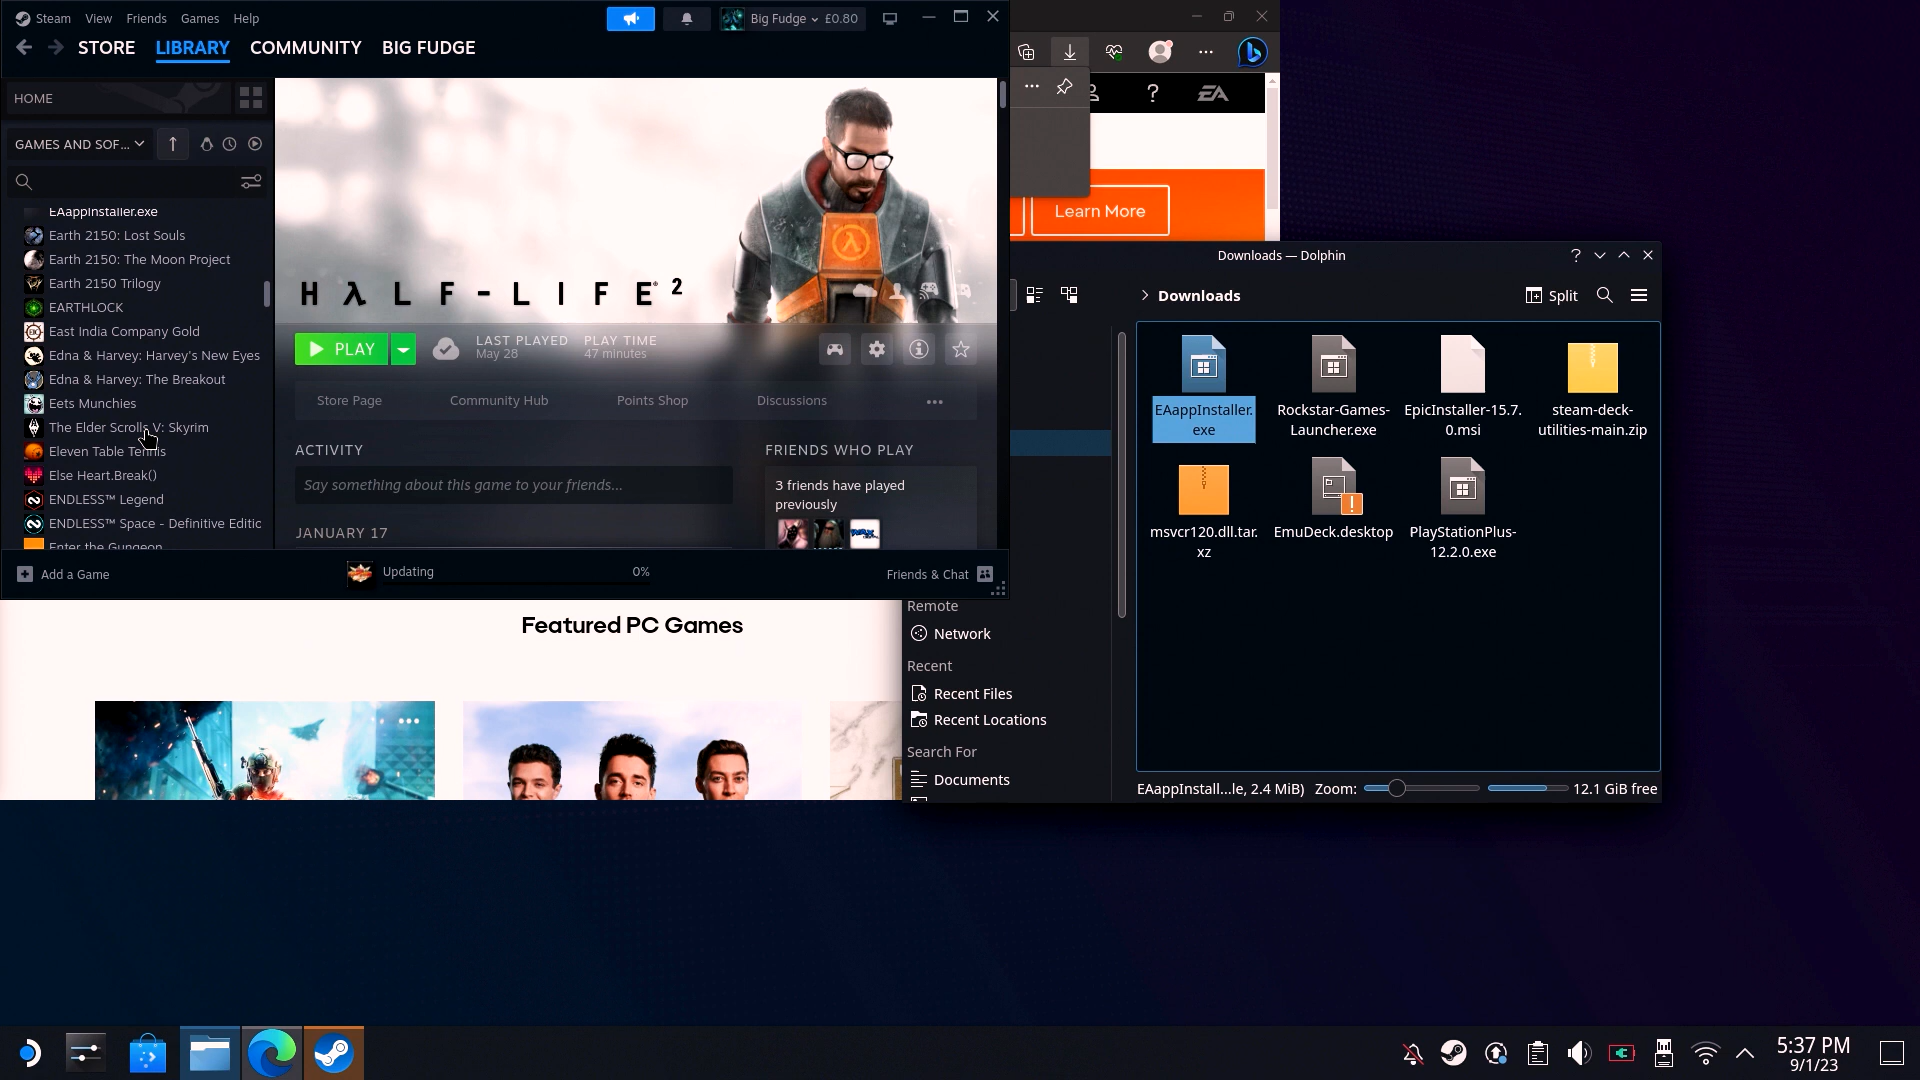 Steam View Friends Games Help
Big Fudge £0.80
STORE LIBRARY COMMUNITY BIG FUDGE
HOME
GAMES AND SOF...
EAappInstaller.exe
Earth 2150: Lost Souls
Earth 2150: The Moon Project
Earth 2150 Trilogy
EARTHLOCK
East India Company Gold
Edna & Harvey: Harvey's New Eyes
Edna & Harvey: The Breakout
Eets Munchies
The Elder Scrolls V: Skyrim
Eleven Table Tennis
Else Heart.Break()
ENDLESS™ Legend
ENDLESS™ Space - Definitive Editic
Enter the Gungeon
HALF-LIFE 2
PLAY
LAST PLAYED
May 28
PLAY TIME
47 minutes
Store Page Community Hub Points Shop Discussions
ACTIVITY
Say something about this game to your friends...
JANUARY 17
FRIENDS WHO PLAY
3 friends have played
previously
Add a Game
Updating 0%
Friends & Chat
EA
Learn More
Featured PC Games
Downloads — Dolphin
Downloads
Split
EAappInstaller.
exe
Rockstar-Games-
Launcher.exe
EpicInstaller-15.7.
0.msi
steam-deck-
utilities-main.zip
msvcr120.dll.tar.
xz
EmuDeck.desktop
PlayStationPlus-
12.2.0.exe
Remote
Network
Recent
Recent Files
Recent Locations
Search For
Documents
EAappInstall...le, 2.4 MiB) Zoom: 12.1 GiB free
5:37 PM
9/1/23